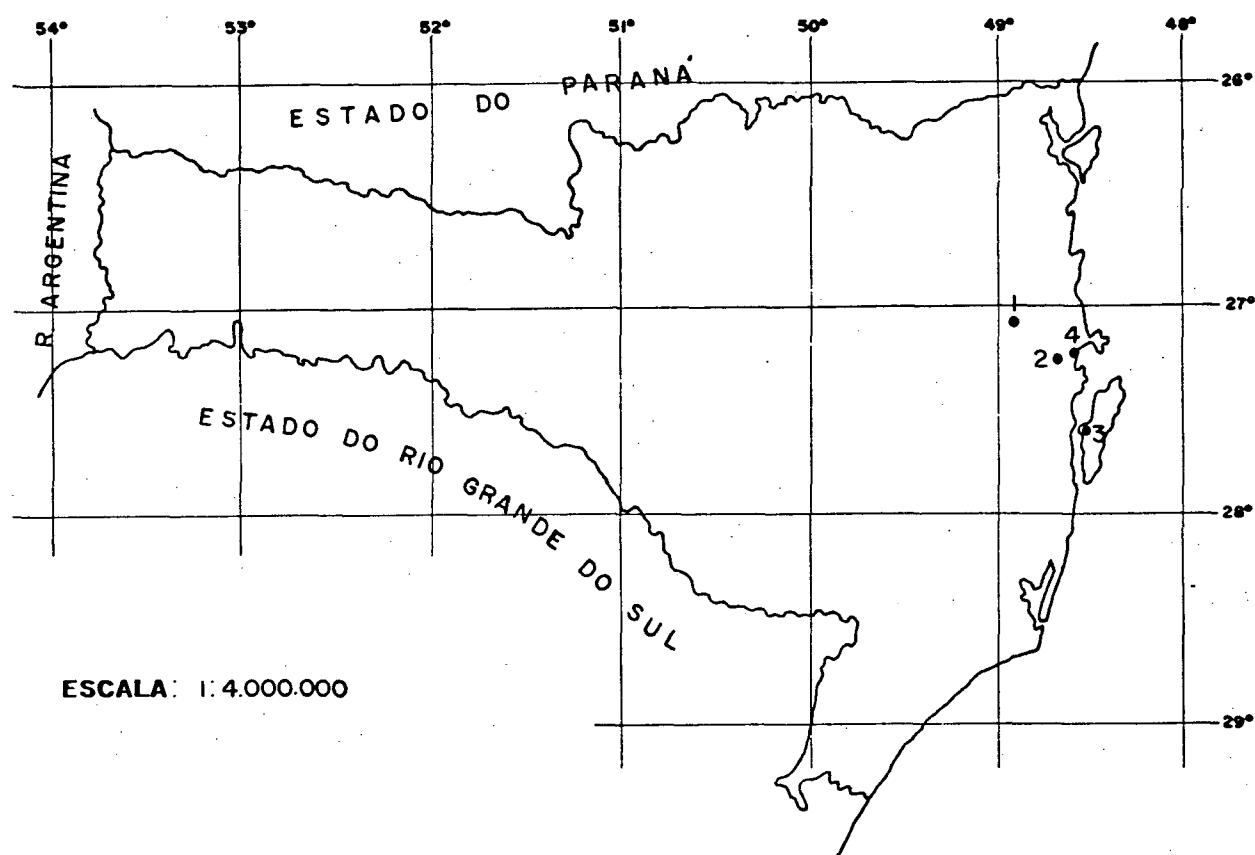 54° 53° 52° 51° 50° 49° 48°
26°
ESTADO DO PARANÁ
R. ARGENTINA
27°
1
4
2
ESTADO DO RIO GRANDE DO SUL
3
28°
ESCALA: 1:4.000.000
29°